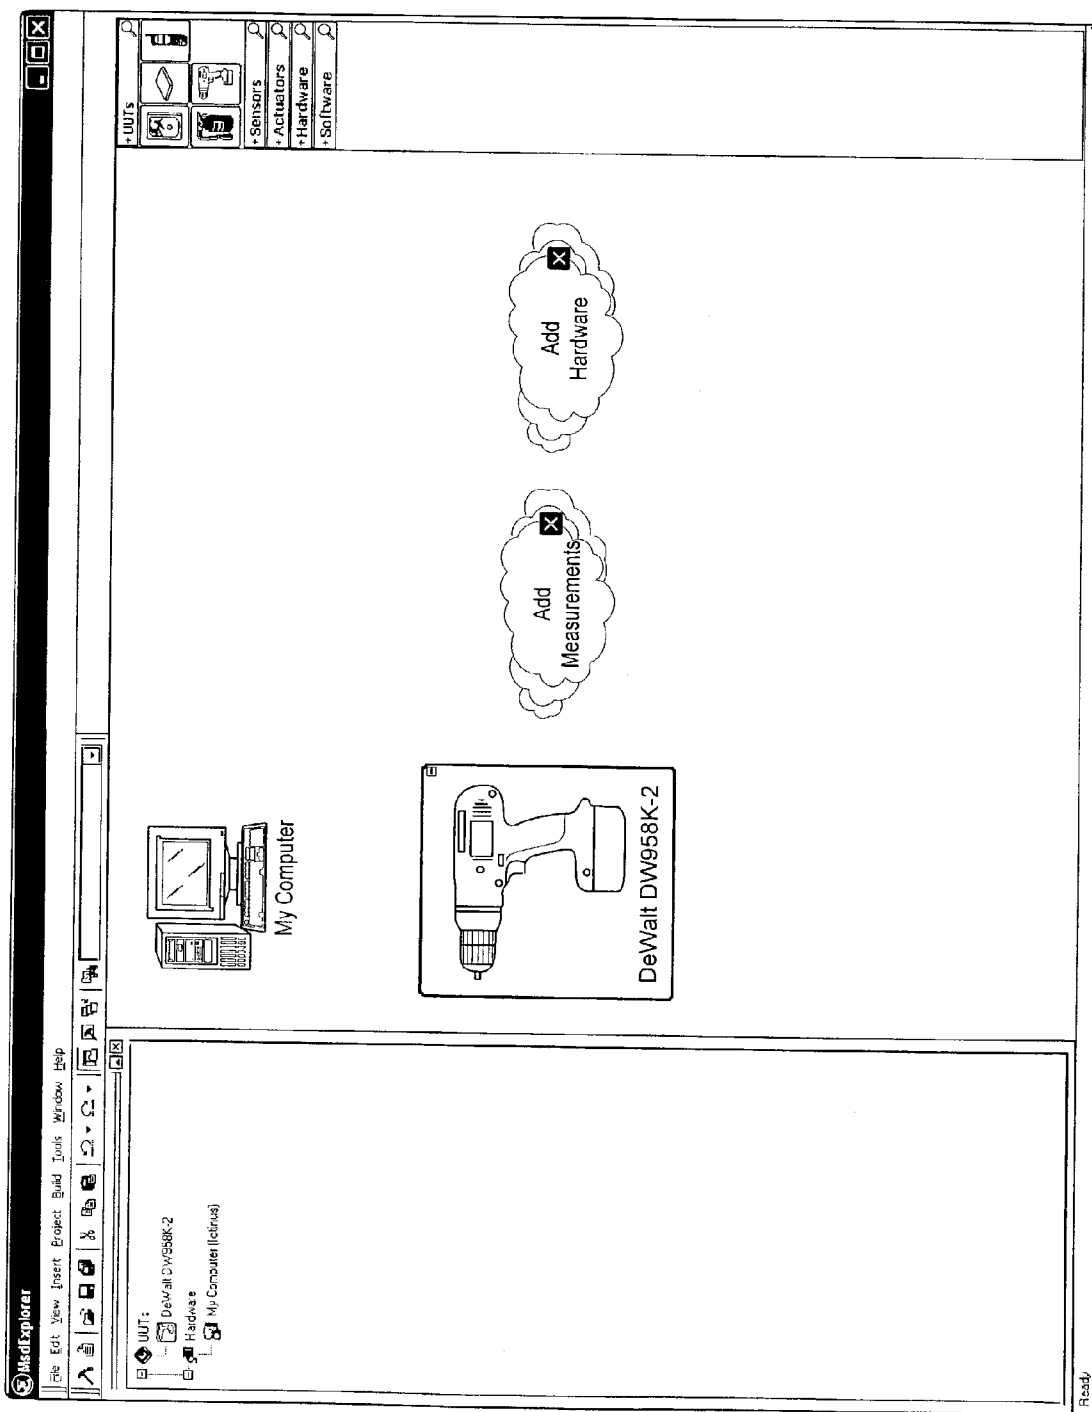 MsdExplorer
File Edit View Insert Project Build Tools Window Help
UUTs
DeWalt DW958K-2
Hardware
My Computer (Ictinus)
My Computer
DeWalt DW958K-2
Add
Measurements
Add
Hardware
+UUTs
+Sensors
+Actuators
+Hardware
+Software
Ready